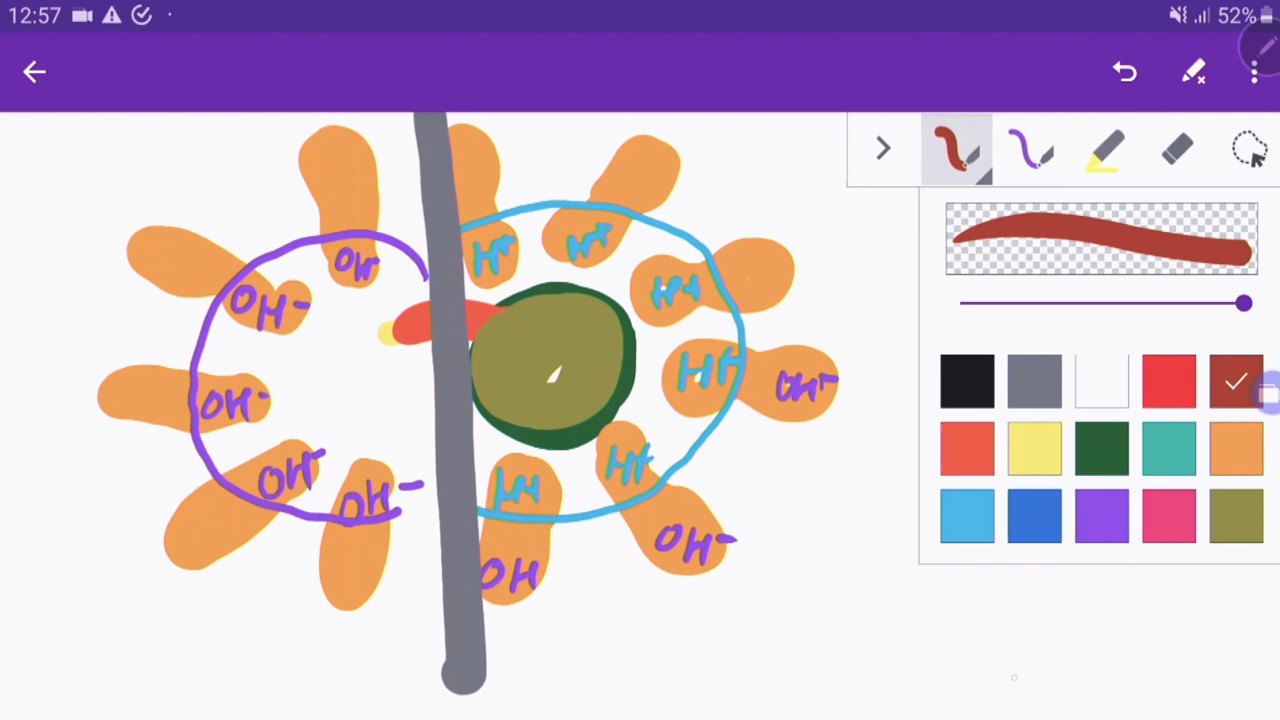 12:57 52%
H+ H+
OH-
OH- H+
H+ OH-
OH-
OH- H+
OH- H+
OH-
OH